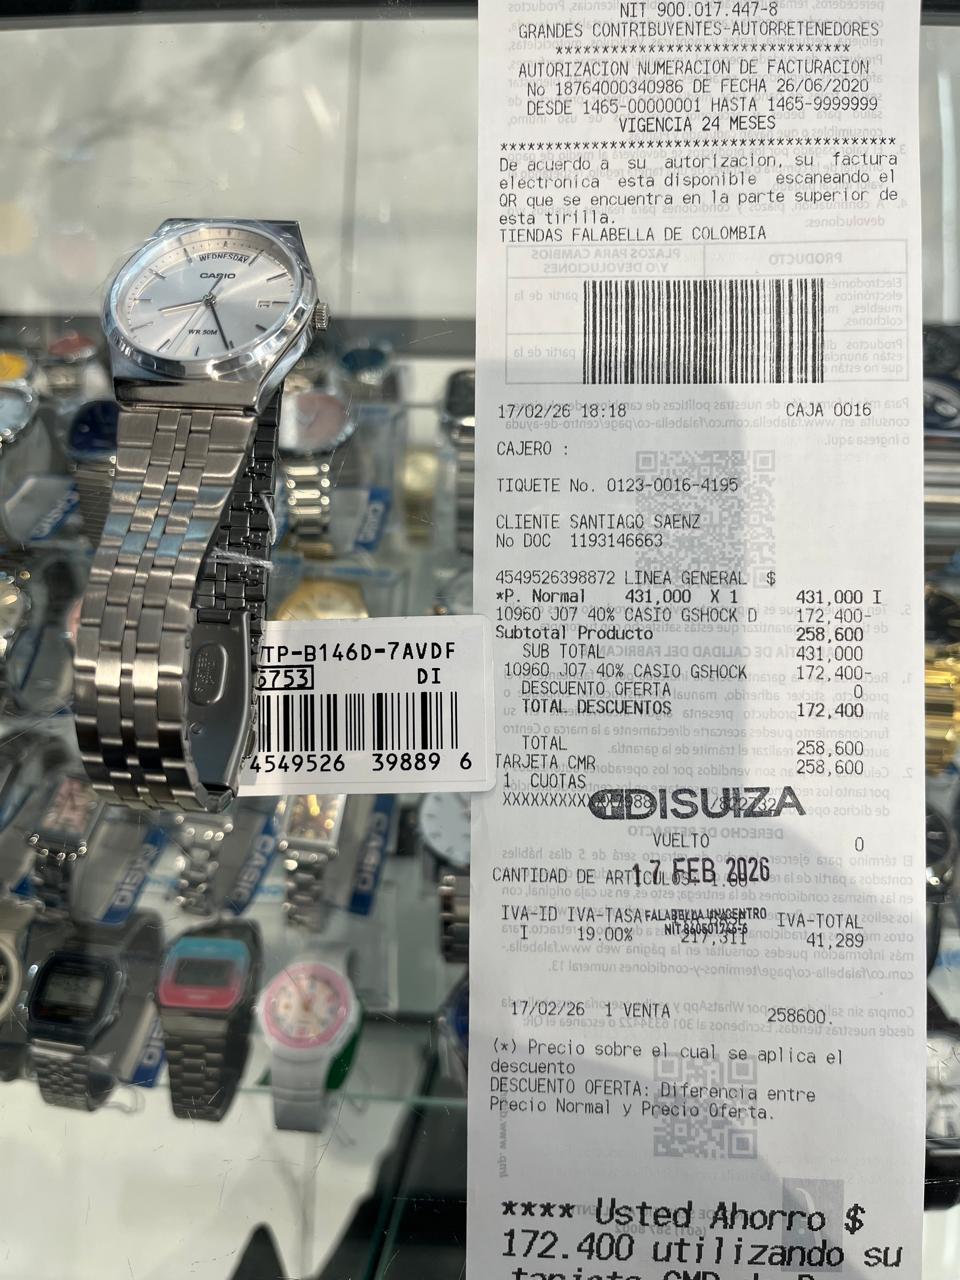 NIT 900.017.447-8
GRANDES CONTRIBUYENTES-AUTORRETENEDORES
*******************************
AUTORIZACION NUMERACION DE FACTURACION
No 18764000340986 DE FECHA 26/06/2020
DESDE 1465-00000001 HASTA 1465-9999999
VIGENCIA 24 MESES
*****************************************
De acuerdo a su autorizacion, su factura
electronica esta disponible escaneando el
QR que se encuentra en la parte superior de
esta tirilla.
TIENDAS FALABELLA DE COLOMBIA
17/02/26 18:18 CAJA 0016
CAJERO :
TIQUETE No. 0123-0016-4195
CLIENTE SANTIAGO SAENZ
No DOC 1193146663
4549526398872 LINEA GENERAL $
*P. Normal 431,000 X 1 431,000 I
10960 J07 40% CASIO GSHOCK D 172,400-
Subtotal Producto 258,600
SUB TOTAL 431,000
10960 J07 40% CASIO GSHOCK 172,400-
DESCUENTO OFERTA 0
TOTAL DESCUENTOS 172,400
TOTAL 258,600
TARJETA CMR 258,600
1 CUOTAS
DISUIZA
VUELTO 0
CANTIDAD DE ARTICULOS:
17 FEB 2026
IVA-ID IVA-TASA IVA-TOTAL
FALABELLA UNICENTRO
I 19.00% 217,311 41,289
17/02/26 1 VENTA 258600.
(*) Precio sobre el cual se aplica el
descuento
DESCUENTO OFERTA: Diferencia entre
Precio Normal y Precio Oferta.
**** Usted Ahorro $
172.400 utilizando su
WEDNESDAY
CASIO
WR 50M
TP-B146D-7AVDF
6753 DI
4549526 39889 6